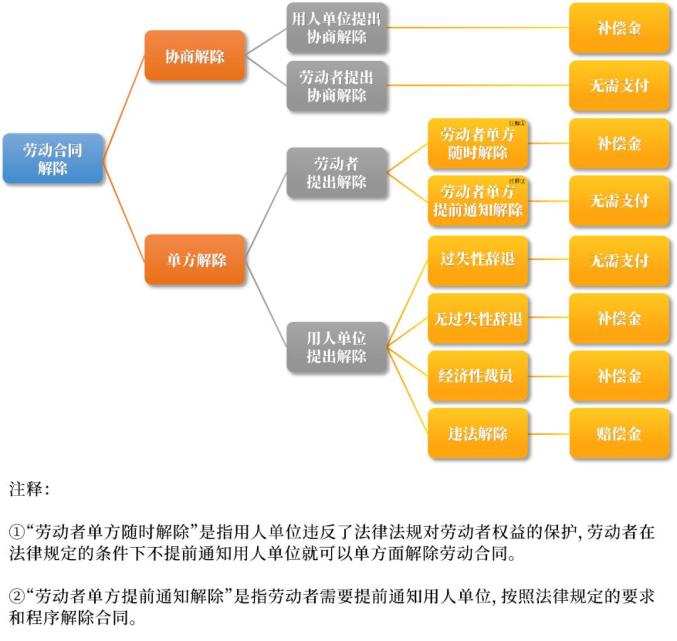 用人单位提出
协商解除
补偿金
协商解除
劳动者提出
协商解除
无需支付
劳动合同
解除
注释①
劳动者单方
随时解除
补偿金
劳动者
提出解除
注释②
劳动者单方
提前通知解除
无需支付
单方解除
过失性辞退
无需支付
无过失性辞退
补偿金
用人单位
提出解除
经济性裁员
补偿金
违法解除
赔偿金
注释：
①“劳动者单方随时解除”是指用人单位违反了法律法规对劳动者权益的保护, 劳动者在
法律规定的条件下不提前通知用人单位就可以单方面解除劳动合同。
②“劳动者单方提前通知解除”是指劳动者需要提前通知用人单位, 按照法律规定的要求
和程序解除合同。